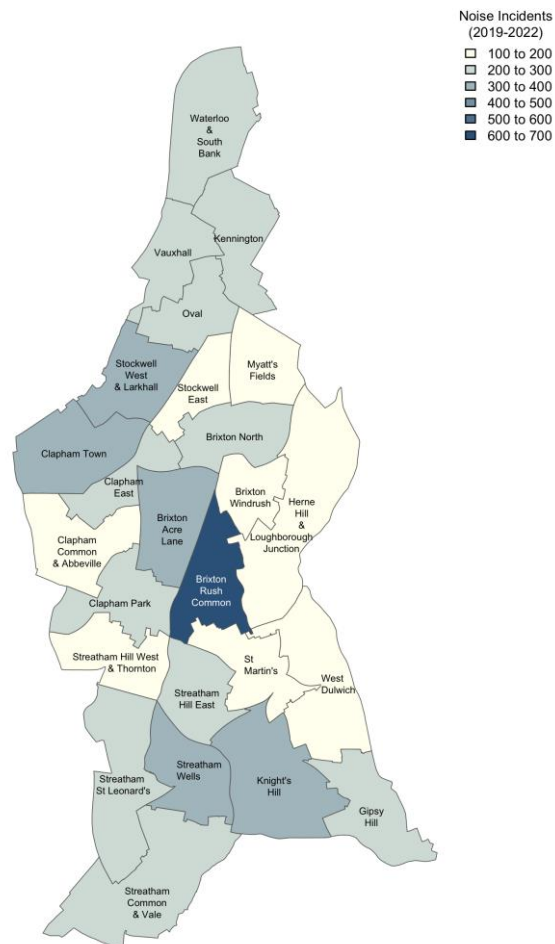 Noise Incidents
(2019-2022)
100 to 200
200 to 300
300 to 400
400 to 500
500 to 600
600 to 700
Waterloo
&
South
Bank
Kennington
Vauxhall
Oval
Stockwell
West
& Larkhall
Stockwell
East
Myatt's
Fields
Clapham Town
Brixton North
Clapham
East
Brixton
Windrush
Herne
Hill
&
Loughborough
Junction
Brixton
Acre
Lane
Clapham
Common
& Abbeville
Brixton
Rush
Common
Clapham Park
Streatham Hill West
& Thornton
St
Martin's
West
Dulwich
Streatham
Hill East
Streatham
Wells
Streatham
St Leonard's
Knight's
Hill
Gipsy
Hill
Streatham
Common
& Vale